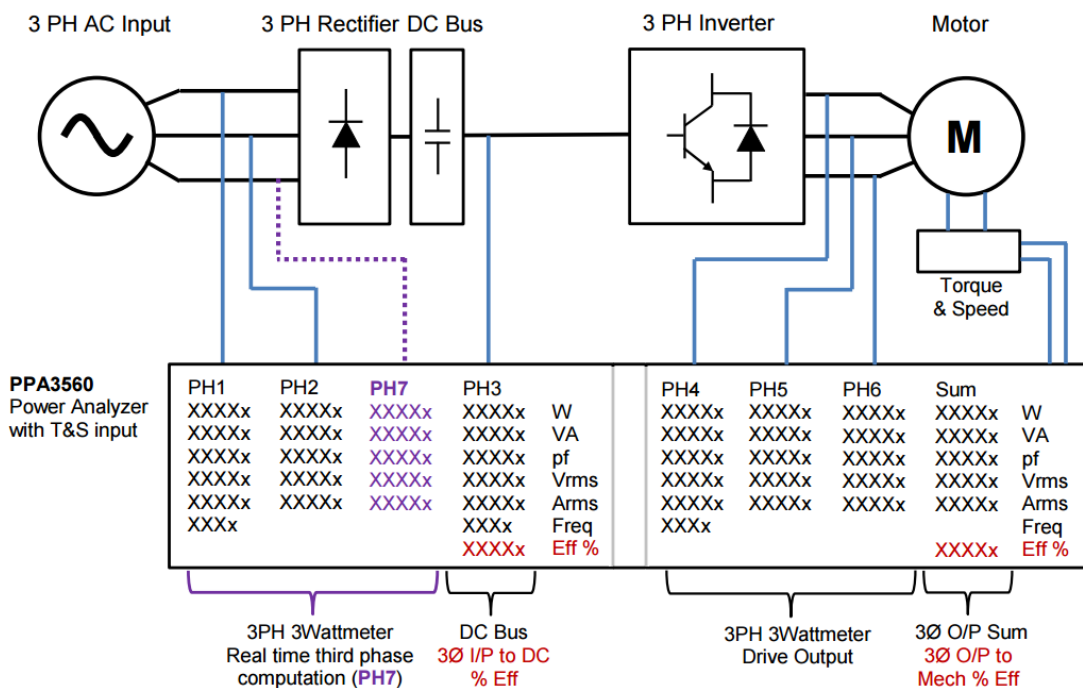 3 PH AC Input
3 PH Rectifier
DC Bus
3 PH Inverter
Motor
M
Torque
& Speed
PPA3560
Power Analyzer
with T&S input
PH1 PH2 PH7 PH3
XXXXx XXXXx XXXXx XXXXx W
XXXXx XXXXx XXXXx XXXXx VA
XXXXx XXXXx XXXXx XXXXx pf
XXXXx XXXXx XXXXx XXXXx Vrms
XXXXx XXXXx XXXXx XXXXx Arms
XXXx XXXx Freq
XXXXx Eff %
PH4 PH5 PH6 Sum
XXXXx XXXXx XXXXx XXXXx W
XXXXx XXXXx XXXXx XXXXx VA
XXXXx XXXXx XXXXx XXXXx pf
XXXXx XXXXx XXXXx XXXXx Vrms
XXXXx XXXXx XXXXx XXXXx Arms
XXXx Freq
XXXXx Eff %
3PH 3Wattmeter
Real time third phase
computation (PH7)
DC Bus
3Ø I/P to DC
% Eff
3PH 3Wattmeter
Drive Output
3Ø O/P Sum
3Ø O/P to
Mech % Eff